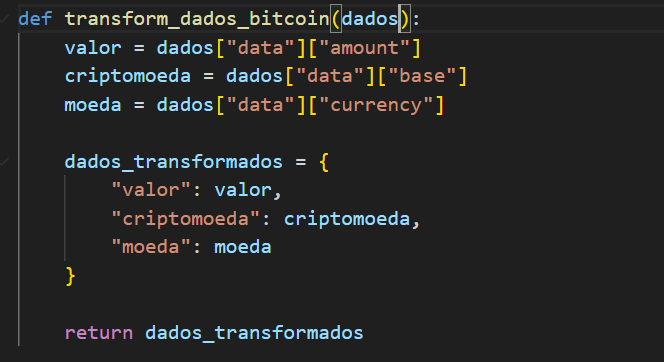 def transform_dados_bitcoin(dados):
    valor = dados["data"]["amount"]
    criptomoeda = dados["data"]["base"]
    moeda = dados["data"]["currency"]
    dados_transformados = {
        "valor": valor,
        "criptomoeda": criptomoeda,
        "moeda": moeda
    }
    return dados_transformados